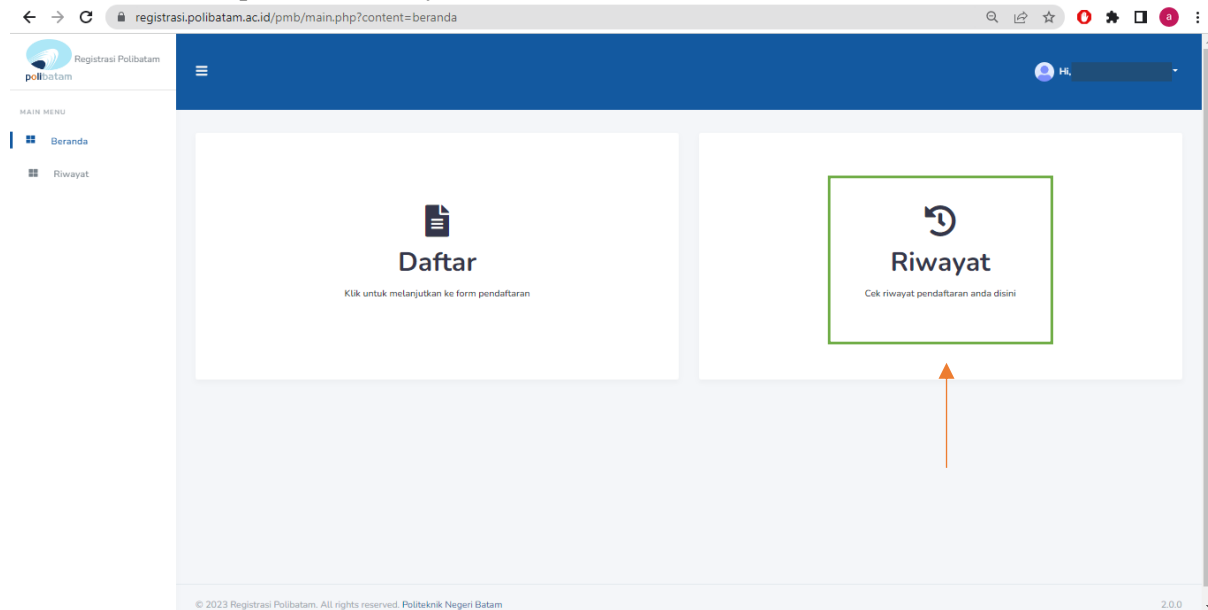 registrasi.polibatam.ac.id/pmb/main.php?content=beranda
a
Registrasi Polibatam
polibatam
Hi,
MAIN MENU
Beranda
Riwayat
Daftar
Klik untuk melanjutkan ke form pendaftaran
Riwayat
Cek riwayat pendaftaran anda disini
© 2023 Registrasi Polibatam. All rights reserved. Politeknik Negeri Batam
2.0.0